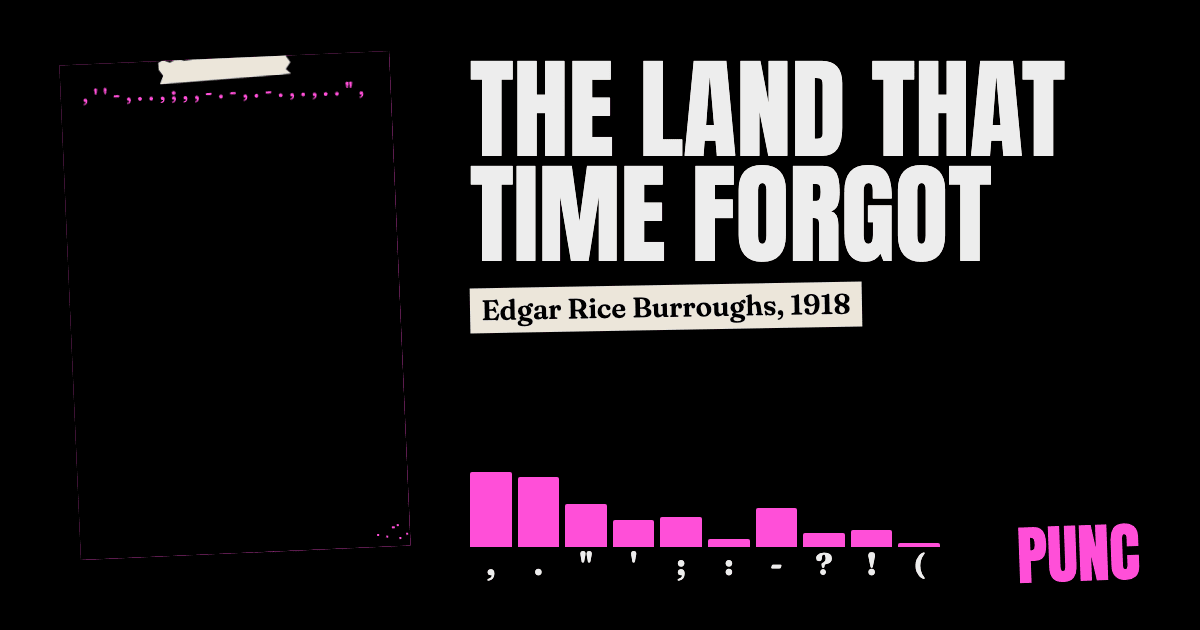 ,''-,..,;,,-.-,.-.,.,..",
THE LAND THAT
TIME FORGOT
Edgar Rice Burroughs, 1918
, . " ' ; : - ? ! (
PUNC